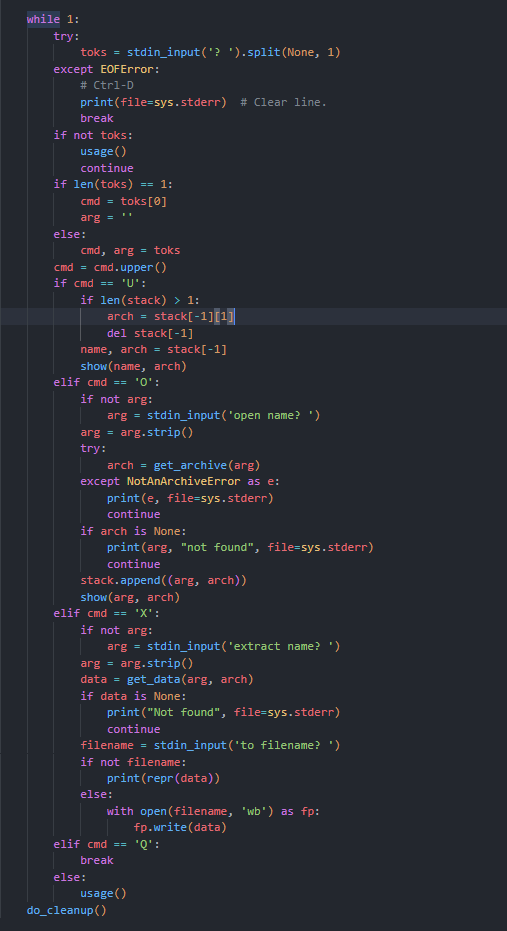 while 1:
    try:
        toks = stdin_input('? ').split(None, 1)
    except EOFError:
        # Ctrl-D
        print(file=sys.stderr)  # Clear line.
        break
    if not toks:
        usage()
        continue
    if len(toks) == 1:
        cmd = toks[0]
        arg = ''
    else:
        cmd, arg = toks
    cmd = cmd.upper()
    if cmd == 'U':
        if len(stack) > 1:
            arch = stack[-1][1]
            del stack[-1]
        name, arch = stack[-1]
        show(name, arch)
    elif cmd == 'O':
        if not arg:
            arg = stdin_input('open name? ')
        arg = arg.strip()
        try:
            arch = get_archive(arg)
        except NotAnArchiveError as e:
            print(e, file=sys.stderr)
            continue
        if arch is None:
            print(arg, "not found", file=sys.stderr)
            continue
        stack.append((arg, arch))
        show(arg, arch)
    elif cmd == 'X':
        if not arg:
            arg = stdin_input('extract name? ')
        arg = arg.strip()
        data = get_data(arg, arch)
        if data is None:
            print("Not found", file=sys.stderr)
            continue
        filename = stdin_input('to filename? ')
        if not filename:
            print(repr(data))
        else:
            with open(filename, 'wb') as fp:
                fp.write(data)
    elif cmd == 'Q':
        break
    else:
        usage()
do_cleanup()